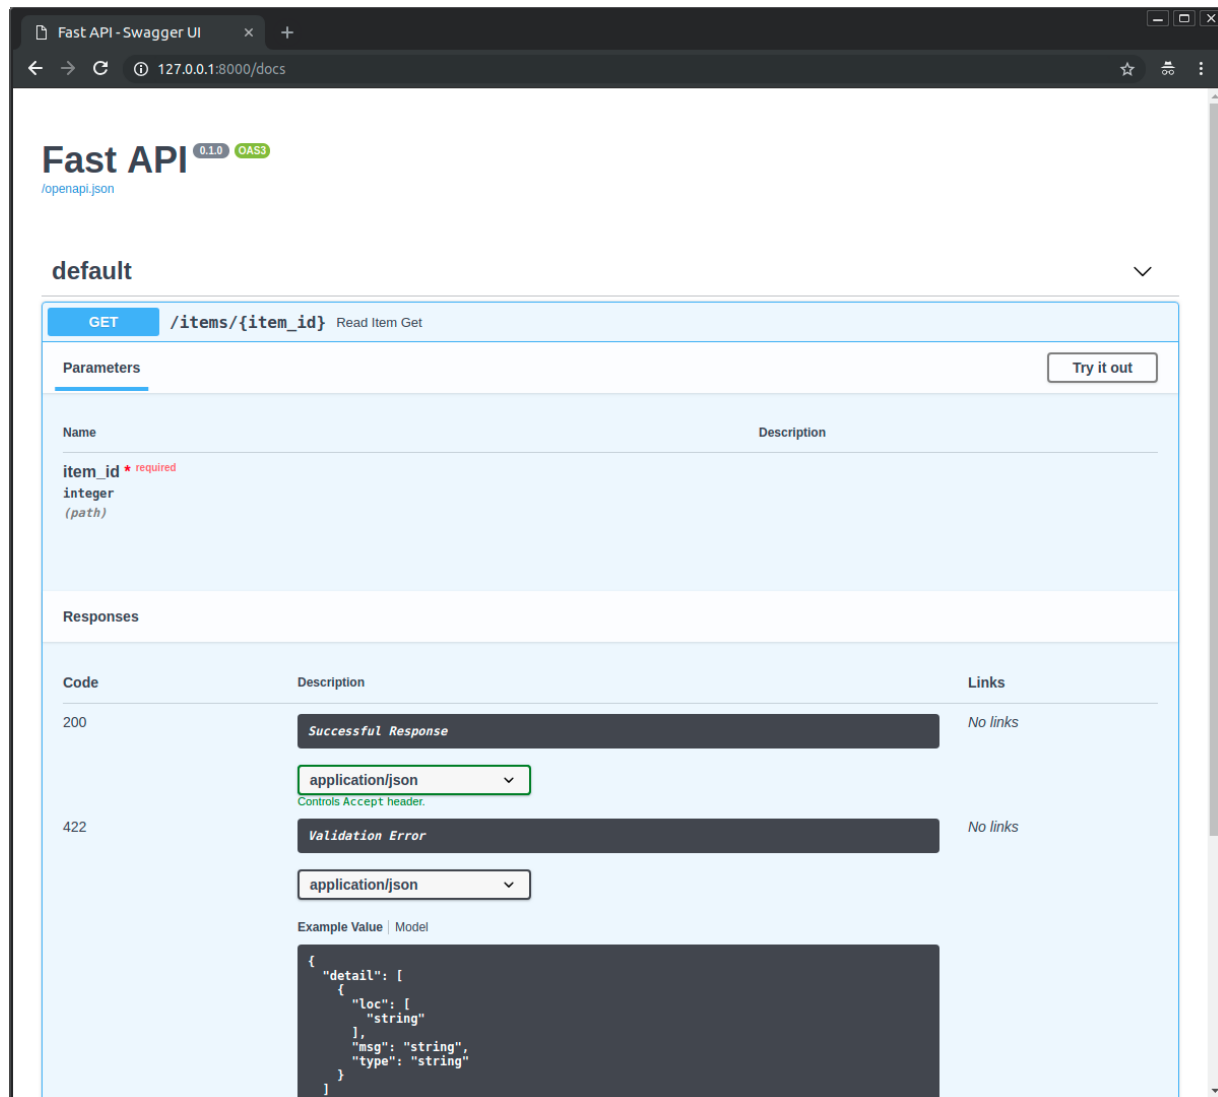 Fast API - Swagger UI
127.0.0.1:8000/docs
Fast API 0.1.0 OAS3
/openapi.json
default
GET /items/{item_id} Read Item Get
Parameters Try it out
Name Description
item_id * required
integer
(path)
Responses
Code Description Links
200 Successful Response No links
application/json
Controls Accept header.
422 Validation Error No links
application/json
Example Value Model
{
"detail": [
{
"loc": [
"string"
],
"msg": "string",
"type": "string"
}
]